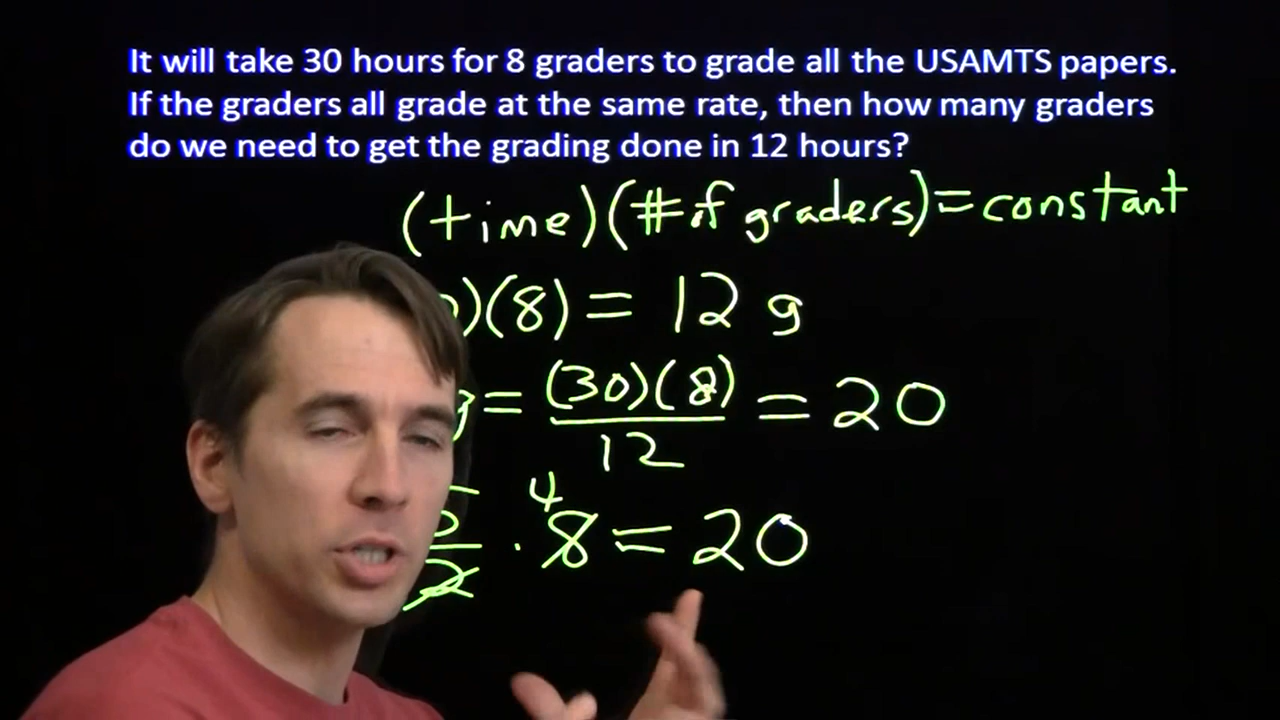 It will take 30 hours for 8 graders to grade all the USAMTS papers.
If the graders all grade at the same rate, then how many graders
do we need to get the grading done in 12 hours?
(time)(# of graders) = constant
)(8) = 12 g
g = (30)(8) / 12 = 20
5/2 · 8 4 = 20